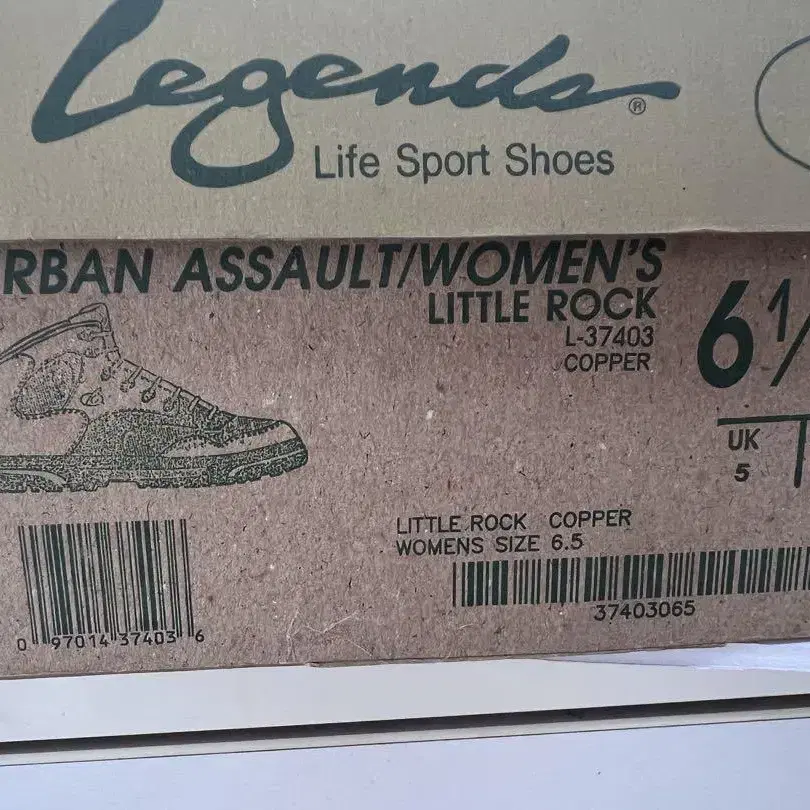 Legends®
Life Sport Shoes
RBAN ASSAULT/WOMEN'S
LITTLE ROCK
L-37403
COPPER
6 1/
UK
5
LITTLE ROCK COPPER
WOMENS SIZE 6.5
37403065
0 97014 37403 6